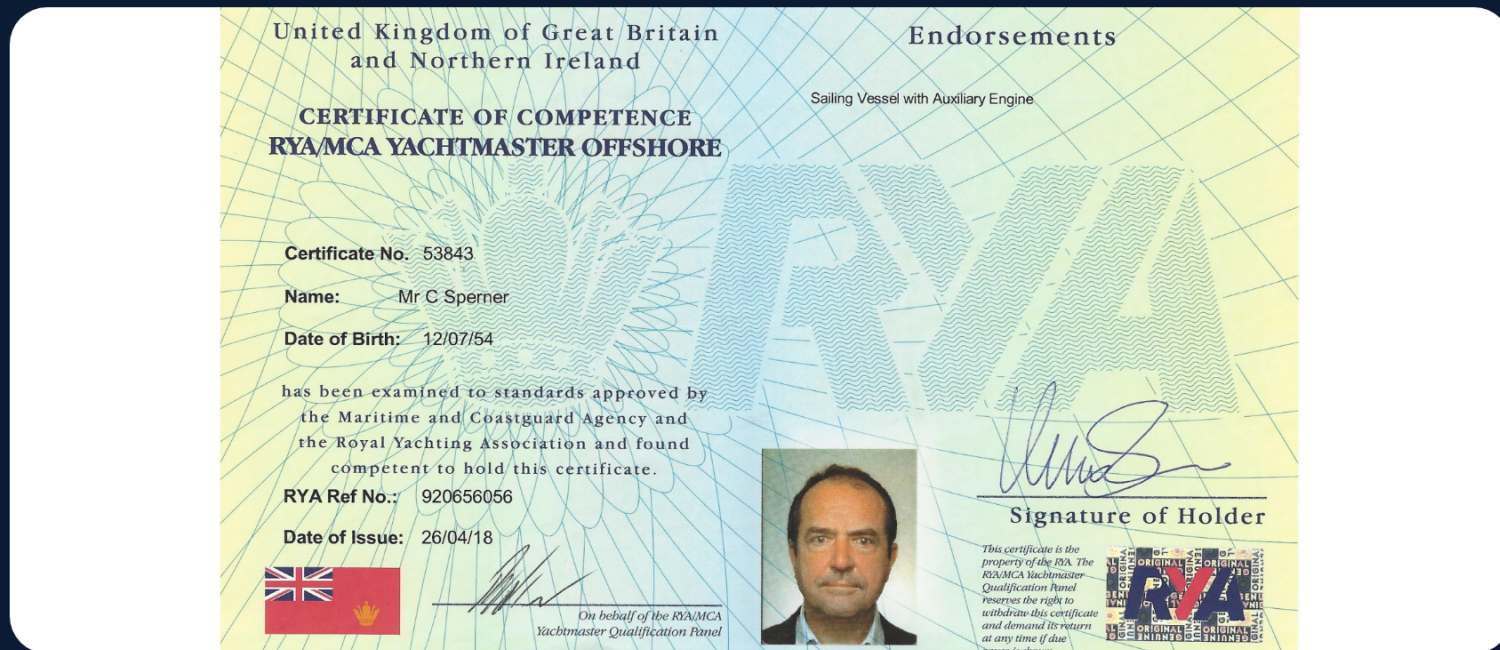 United Kingdom of Great Britain
and Northern Ireland
CERTIFICATE OF COMPETENCE
RYA/MCA YACHTMASTER OFFSHORE
Certificate No. 53843
Name: Mr C Sperner
Date of Birth: 12/07/54
has been examined to standards approved by
the Maritime and Coastguard Agency and
the Royal Yachting Association and found
competent to hold this certificate.
RYA Ref No.: 920656056
Date of Issue: 26/04/18
On behalf of the RYA/MCA
Yachtmaster Qualification Panel
Endorsements
Sailing Vessel with Auxiliary Engine
RYA
Signature of Holder
This certificate is the
property of the RYA. The
RYA/MCA Yachtmaster
Qualification Panel
reserves the right to
withdraw this certificate
and demand its return
at any time if due
RYA
ORIGINAL
GENUINE